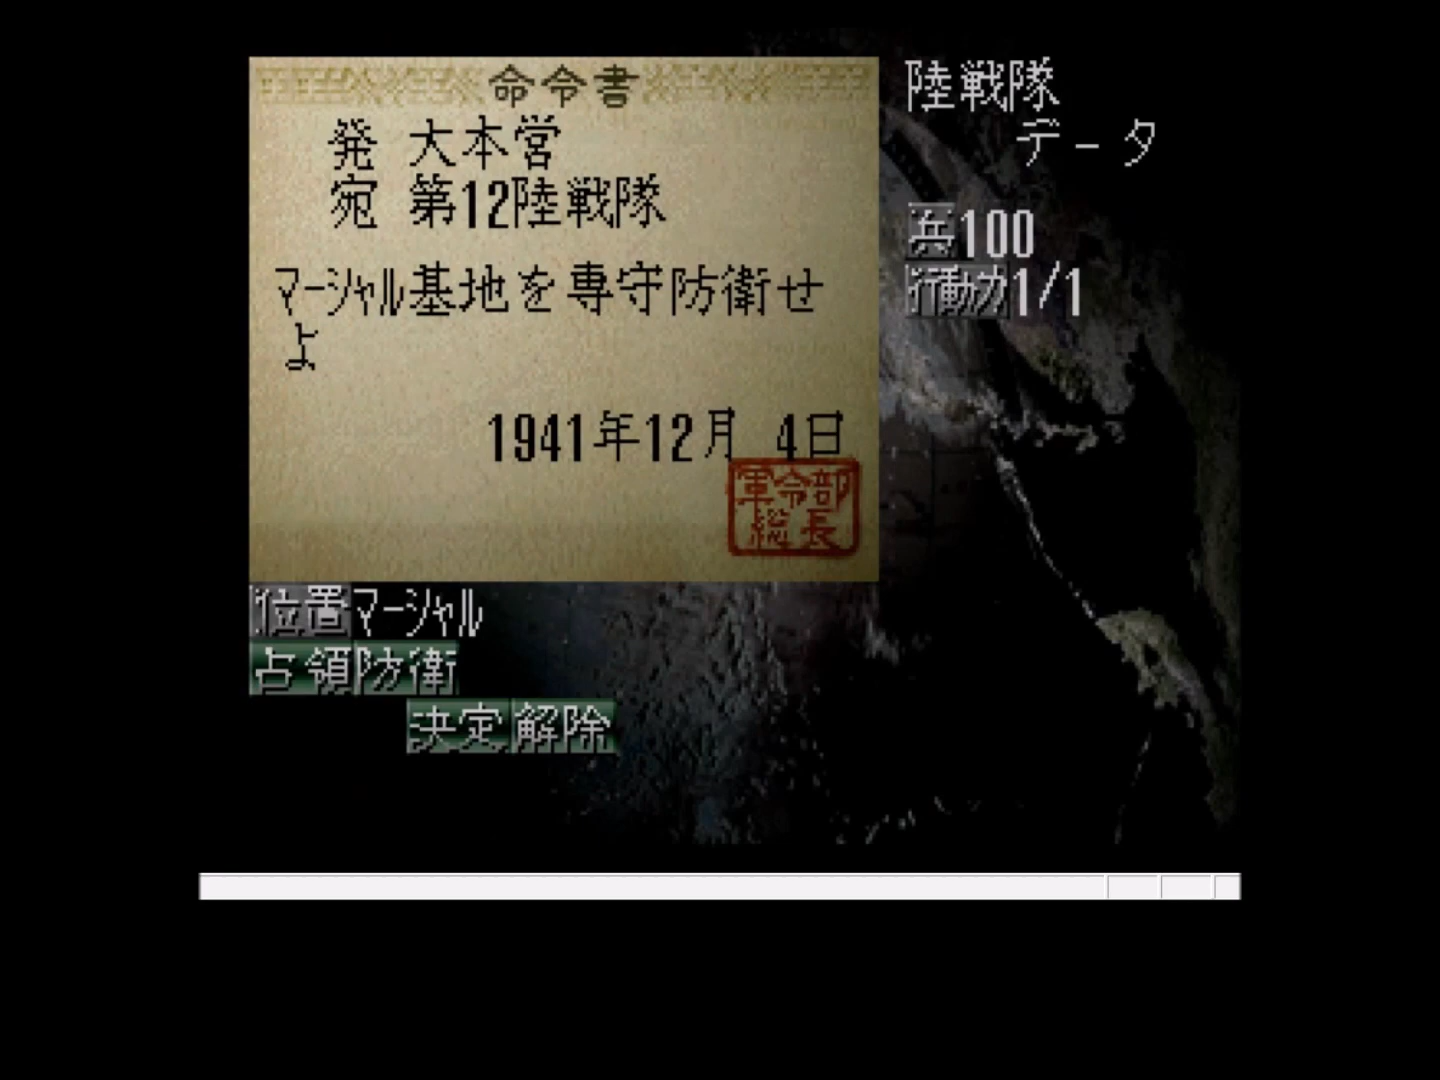 命令書
発 大本営
宛 第12陸戦隊
マーシャル基地を専守防衛せ
よ
1941年12月 4日
軍令部
総長
陸戦隊
データ
兵100
行動力1/1
位置マーシャル
占領防衛
決定解除